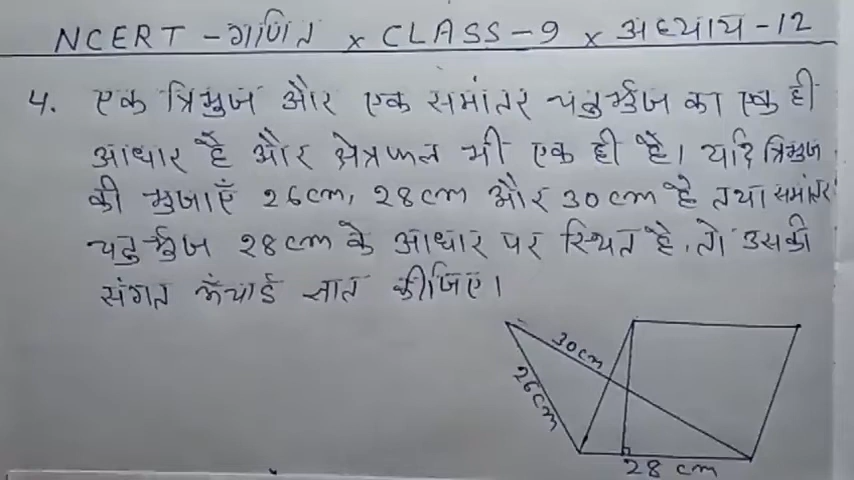 NCERT - गणित × CLASS - 9 × अध्याय - 12
4. एक त्रिभुज और एक समांतर चतुर्भुज का एक ही
आधार है और क्षेत्रफल भी एक ही है। यदि त्रिभुज
की भुजाएँ 26cm, 28cm और 30cm है तथा समांतर
चतुर्भुज 28cm के आधार पर स्थित है, तो उसकी
संगत ऊँचाई ज्ञात कीजिए।
30cm
26cm
28 cm